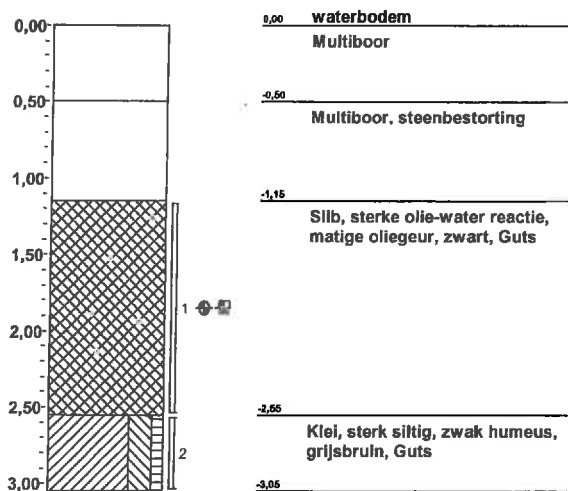 0,00
0,50
1,00
1,50
2,00
2,50
3,00
1
2
0,00 waterbodem
Multiboor
-0,50
Multiboor, steenbestorting
-1,15
Slib, sterke olie-water reactie,
matige oliegeur, zwart, Guts
-2,55
Klei, sterk siltig, zwak humeus,
grijsbruin, Guts
-3,05